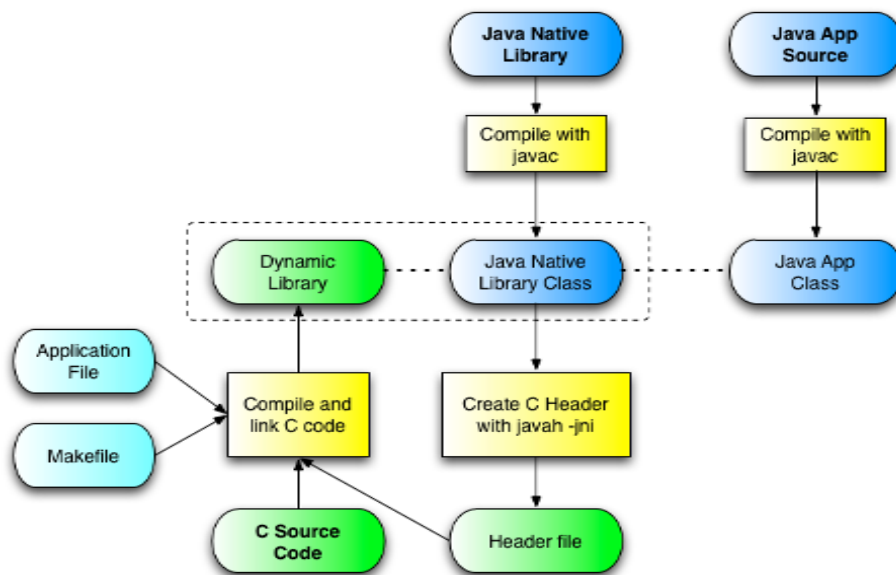 Java Native
Library
Java App
Source
Compile with
javac
Compile with
javac
Dynamic
Library
Java Native
Library Class
Java App
Class
Application
File
Compile and
link C code
Create C Header
with javah -jni
Makefile
C Source
Code
Header file